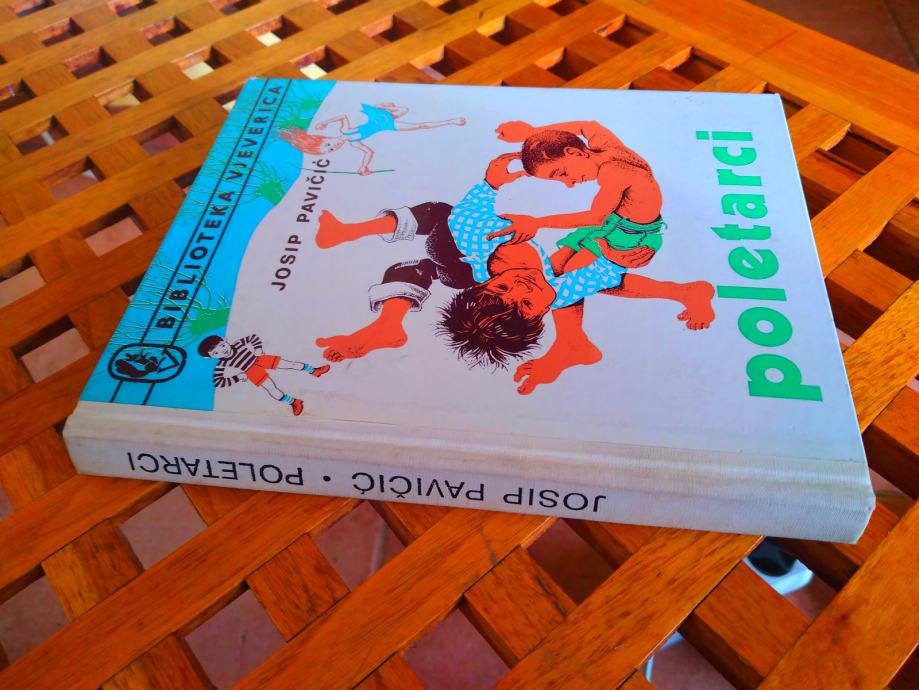 BIBLIOTEKA VJEVERICA
JOSIP PAVIČIĆ
poletarci
JOSIP PAVIČIĆ • POLETARCI